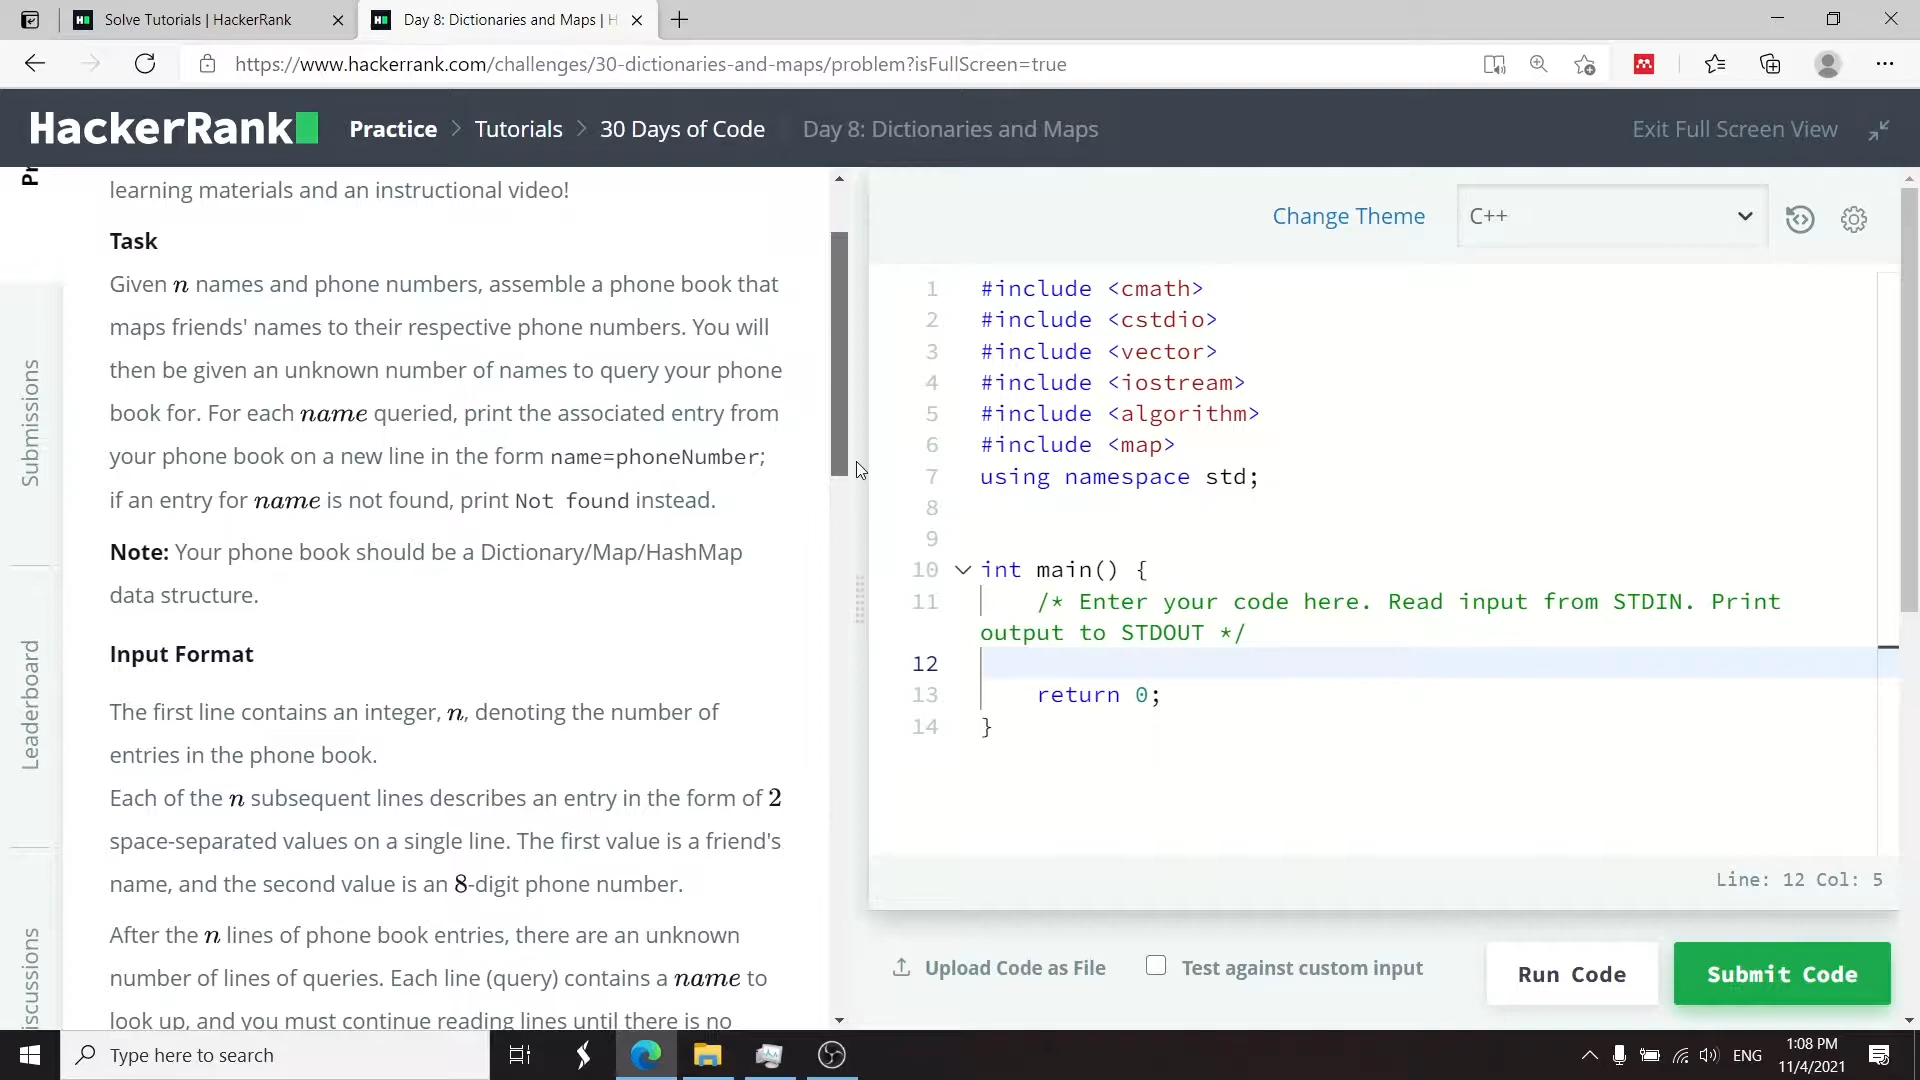 Solve Tutorials | HackerRank
Day 8: Dictionaries and Maps | H
https://www.hackerrank.com/challenges/30-dictionaries-and-maps/problem?isFullScreen=true
HackerRank
Practice > Tutorials > 30 Days of Code
Day 8: Dictionaries and Maps
Exit Full Screen View
Pr
Submissions
Leaderboard
iscussions
learning materials and an instructional video!
Task
Given n names and phone numbers, assemble a phone book that
maps friends' names to their respective phone numbers. You will
then be given an unknown number of names to query your phone
book for. For each name queried, print the associated entry from
your phone book on a new line in the form name=phoneNumber;
if an entry for name is not found, print Not found instead.
Note: Your phone book should be a Dictionary/Map/HashMap
data structure.
Input Format
The first line contains an integer, n, denoting the number of
entries in the phone book.
Each of the n subsequent lines describes an entry in the form of 2
space-separated values on a single line. The first value is a friend's
name, and the second value is an 8-digit phone number.
After the n lines of phone book entries, there are an unknown
number of lines of queries. Each line (query) contains a name to
look up, and you must continue reading lines until there is no
Change Theme
C++
1 #include <cmath>
2 #include <cstdio>
3 #include <vector>
4 #include <iostream>
5 #include <algorithm>
6 #include <map>
7 using namespace std;
8
9
10 int main() {
11 /* Enter your code here. Read input from STDIN. Print
output to STDOUT */
12
13 return 0;
14 }
Line: 12 Col: 5
Upload Code as File
Test against custom input
Run Code
Submit Code
Type here to search
ENG
1:08 PM
11/4/2021